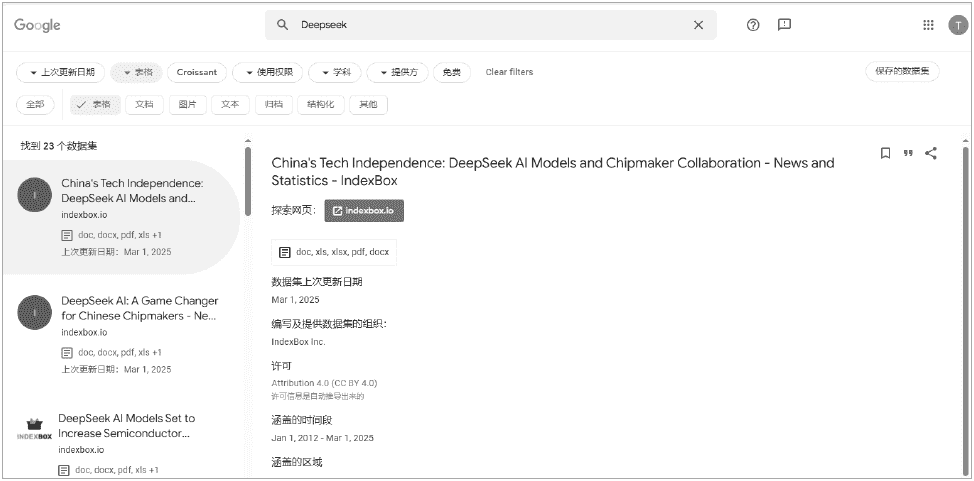 Google
Deepseek
T
上次更新日期
表格
Croissant
使用权限
学科
提供方
免费
Clear filters
保存的数据集
全部
表格
文档
图片
文本
归档
结构化
其他
找到 23 个数据集
China's Tech Independence:
DeepSeek AI Models and...
indexbox.io
doc, docx, pdf, xls +1
上次更新日期：Mar 1, 2025
DeepSeek AI: A Game Changer
for Chinese Chipmakers - Ne...
indexbox.io
doc, docx, pdf, xls +1
上次更新日期：Mar 1, 2025
INDEXBOX
DeepSeek AI Models Set to
Increase Semiconductor...
indexbox.io
doc, docx, pdf, xls +1
China's Tech Independence: DeepSeek AI Models and Chipmaker Collaboration - News and
Statistics - IndexBox
探索网页：
indexbox.io
doc, xls, xlsx, pdf, docx
数据集上次更新日期
Mar 1, 2025
编写及提供数据集的组织：
IndexBox Inc.
许可
Attribution 4.0 (CC BY 4.0)
许可信息是自动推导出来的
涵盖的时间段
Jan 1, 2012 - Mar 1, 2025
涵盖的区域